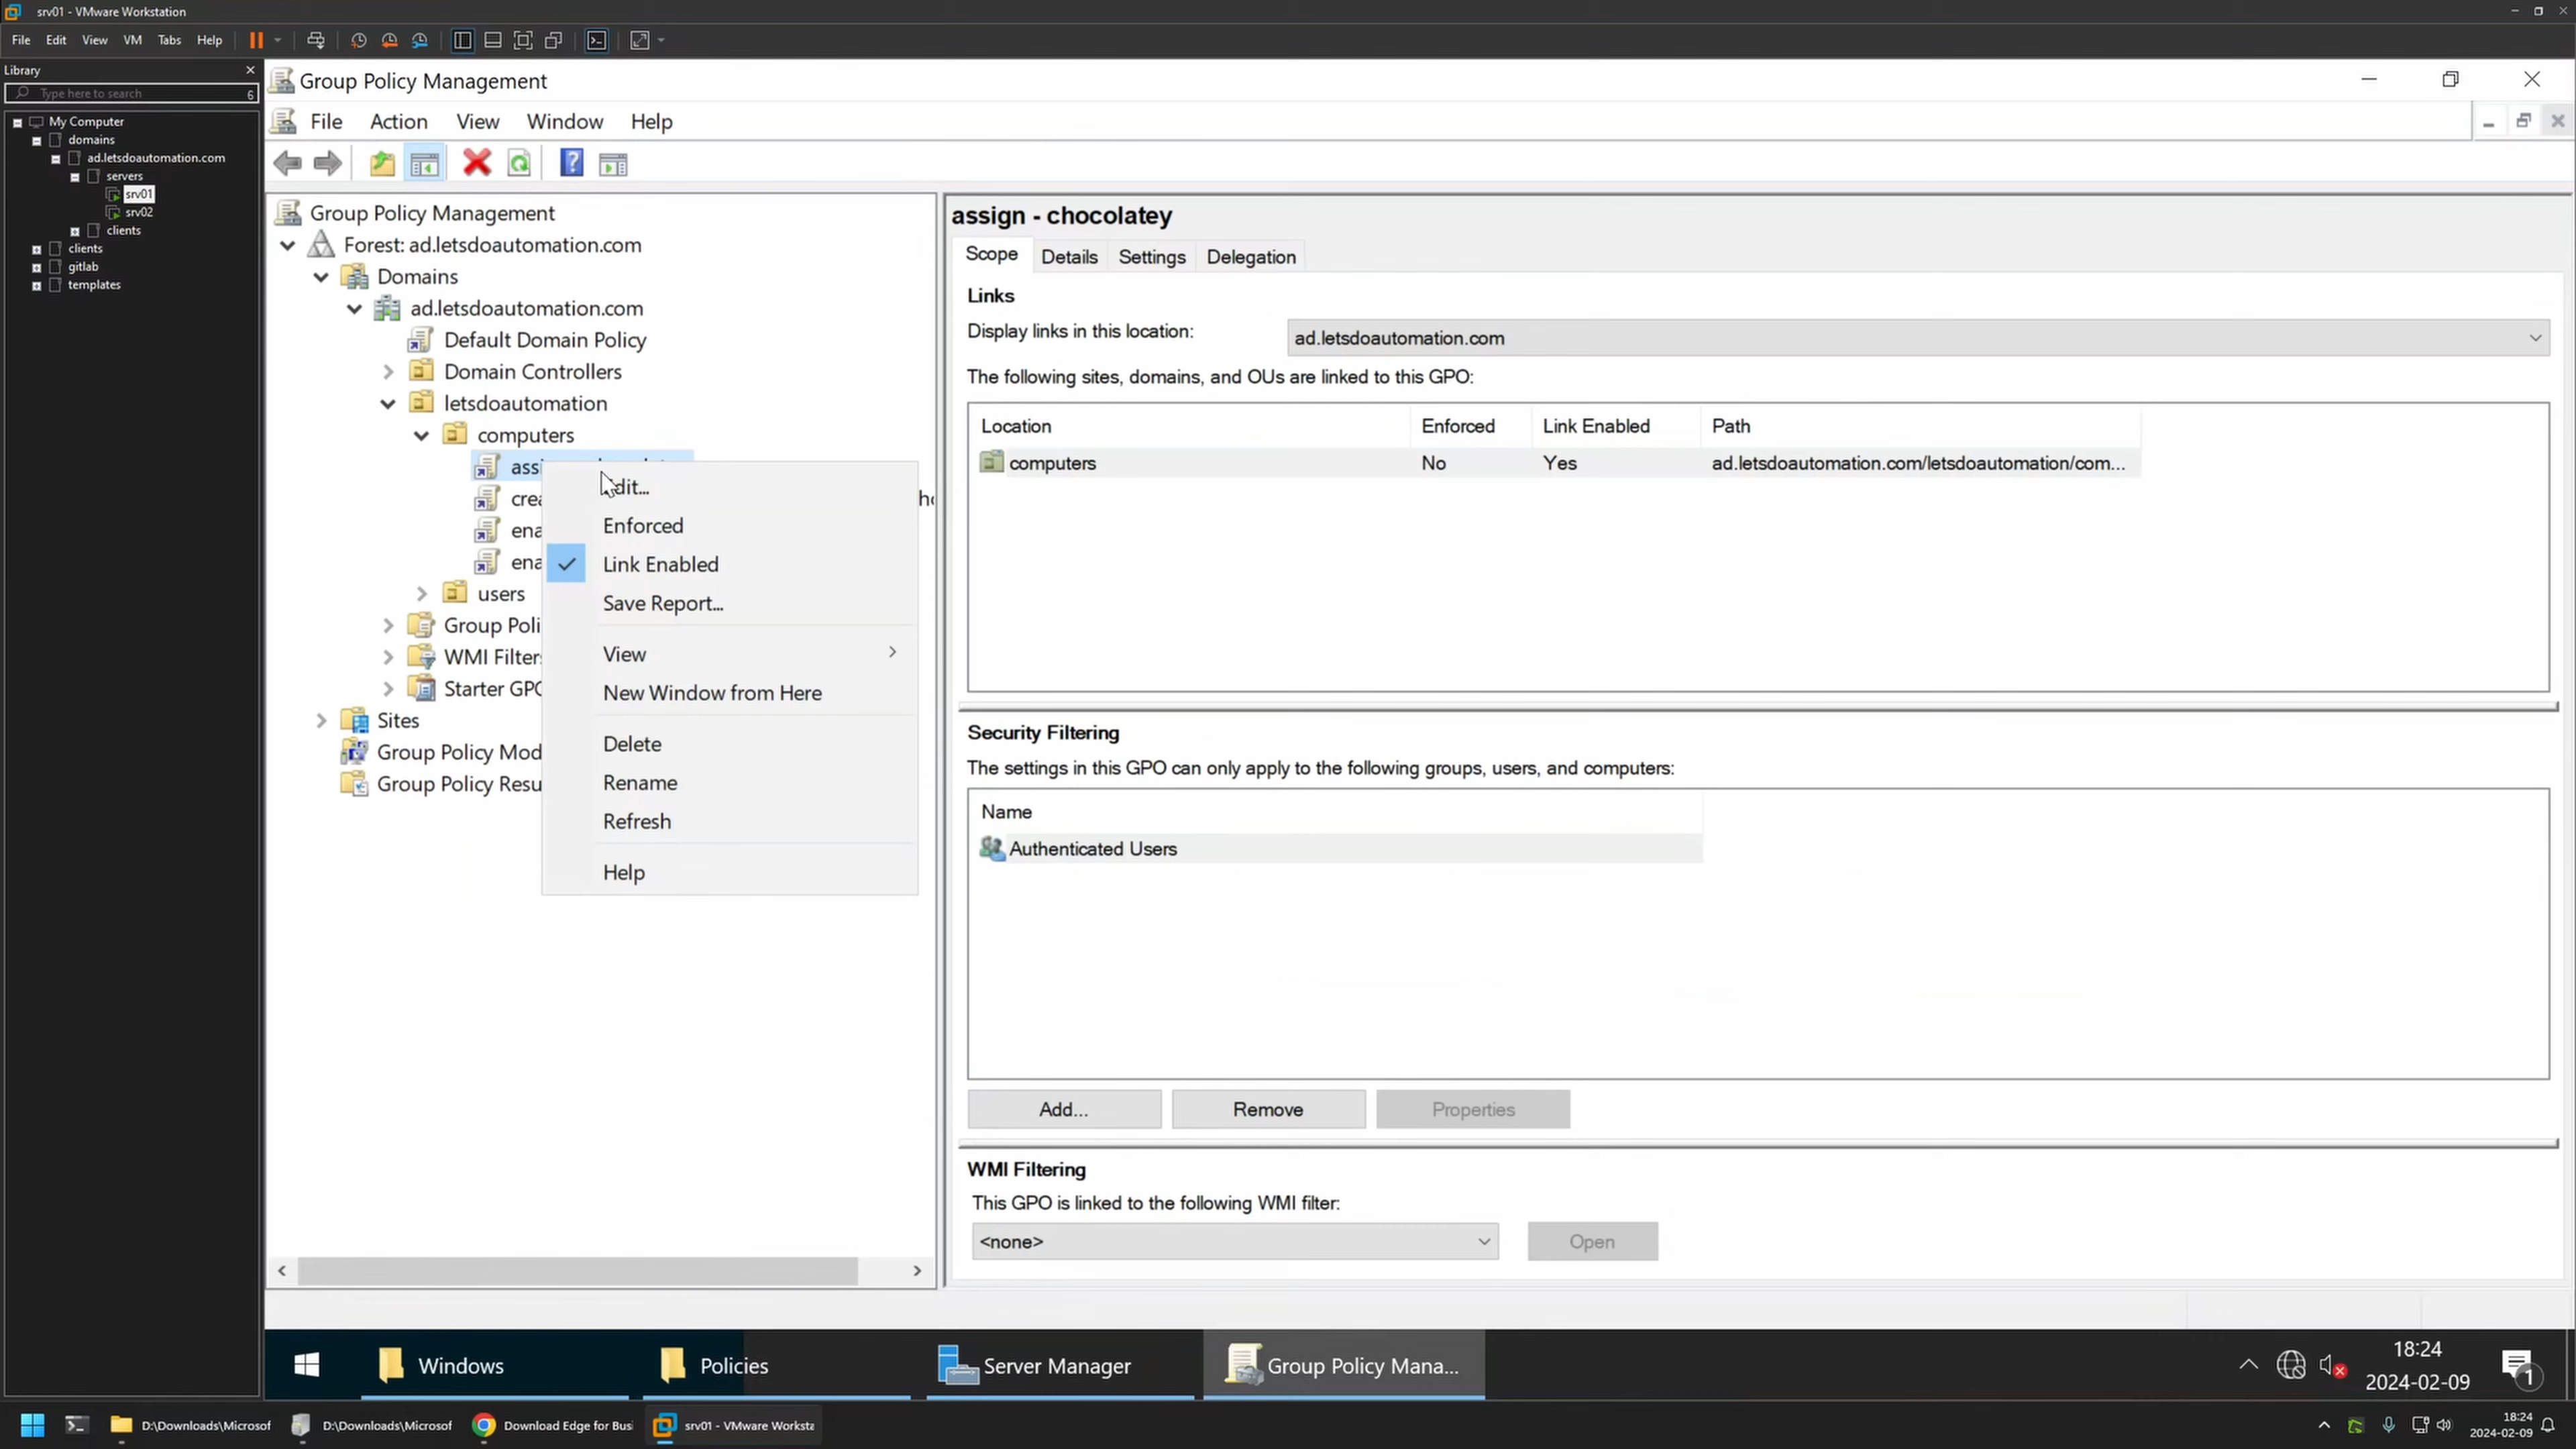 srv01 - VMware Workstation
File Edit View VM Tabs Help
Library
Type here to search 6
My Computer
domains
ad.letsdoautomation.com
servers
srv01
srv02
clients
clients
gitlab
templates
Group Policy Management
File Action View Window Help
Group Policy Management
Forest: ad.letsdoautomation.com
Domains
ad.letsdoautomation.com
Default Domain Policy
Domain Controllers
letsdoautomation
computers
users
Group Poli
WMI Filter
Starter GPO
Sites
Group Policy Mod
Group Policy Resu
Edit...
Enforced
Link Enabled
Save Report...
View
New Window from Here
Delete
Rename
Refresh
Help
assign - chocolatey
Scope Details Settings Delegation
Links
Display links in this location: ad.letsdoautomation.com
The following sites, domains, and OUs are linked to this GPO:
Location Enforced Link Enabled Path
computers No Yes ad.letsdoautomation.com/letsdoautomation/com...
Security Filtering
The settings in this GPO can only apply to the following groups, users, and computers:
Name
Authenticated Users
Add... Remove Properties
WMI Filtering
This GPO is linked to the following WMI filter:
<none> Open
Windows Policies Server Manager Group Policy Mana...
18:24
2024-02-09
1
D:\Downloads\Microsof D:\Downloads\Microsof Download Edge for Busi srv01 - VMware Worksta
18:24
2024-02-09